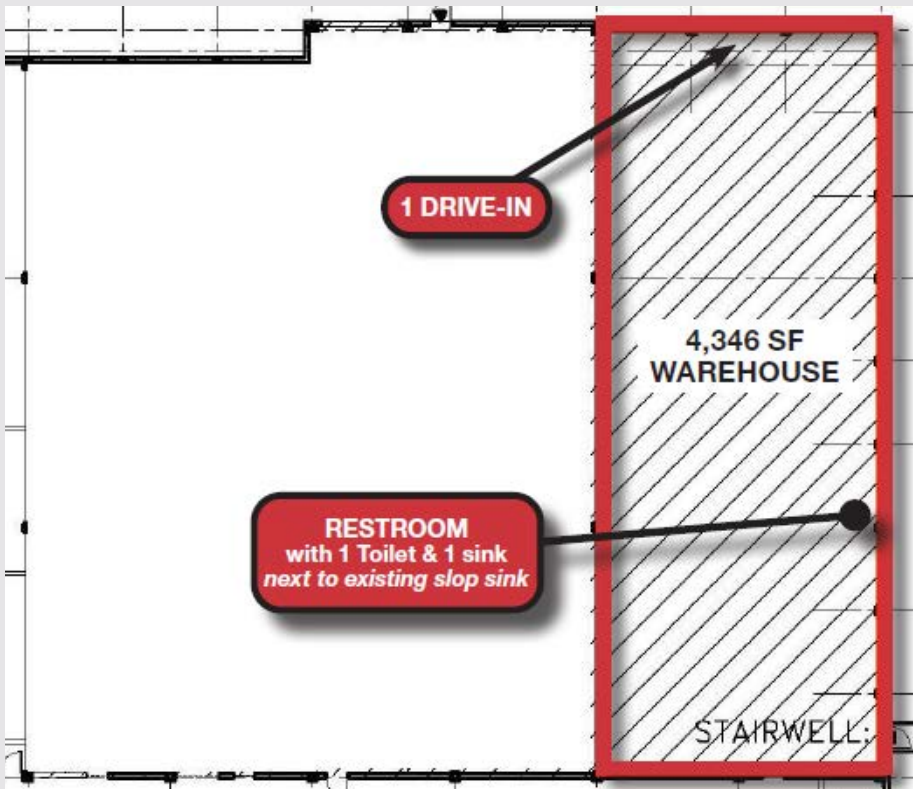 1 DRIVE-IN
4,346 SF
WAREHOUSE
RESTROOM
with 1 Toilet & 1 sink
next to existing slop sink
STAIRWELL: